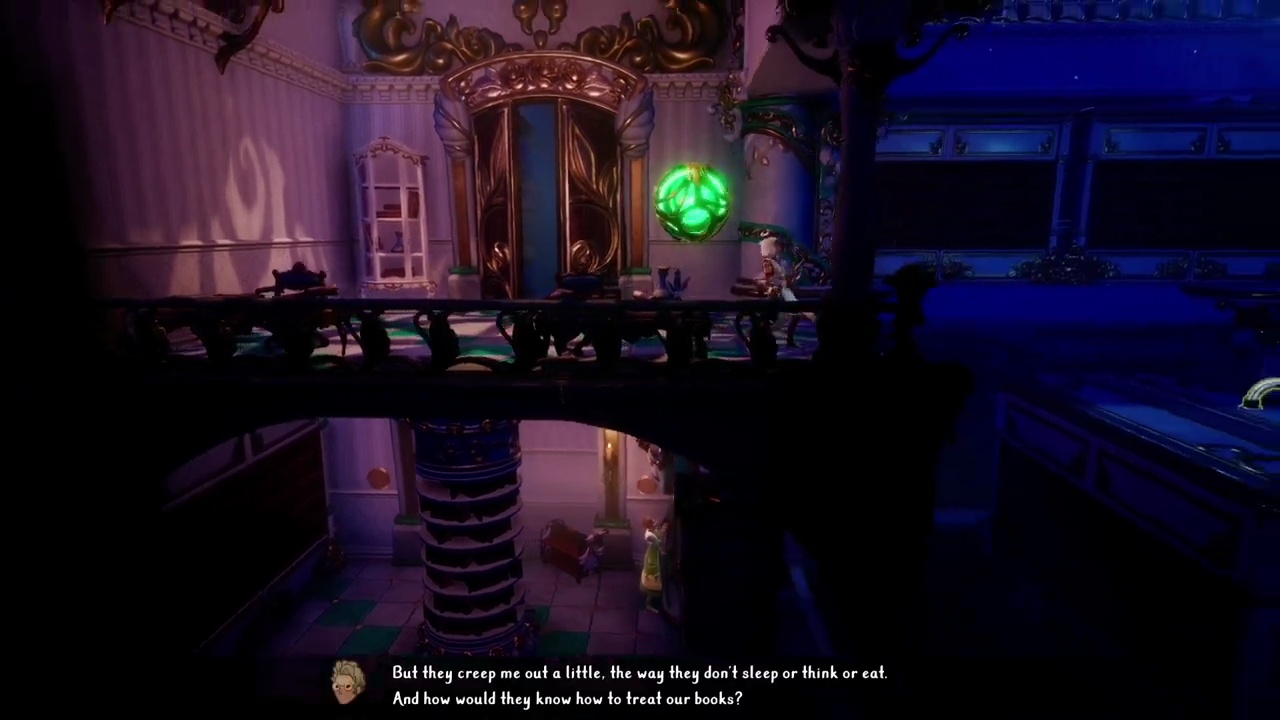 But they creep me out a little, the way they don't sleep or think or eat.
And how would they know how to treat our books?